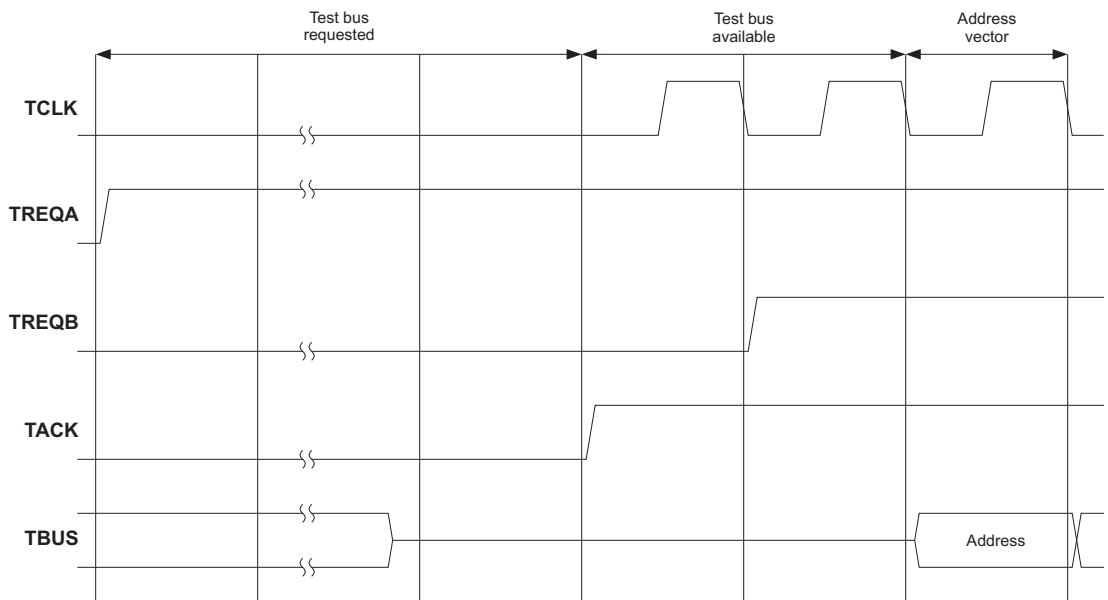 Test bus
requested
Test bus
available
Address
vector
TCLK
TREQA
TREQB
TACK
TBUS
Address